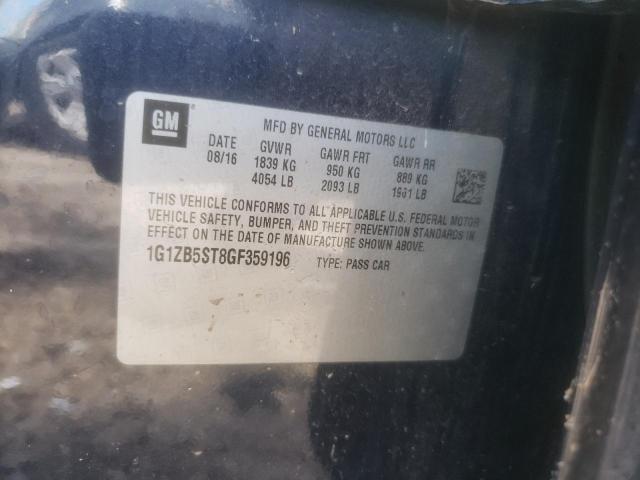 GM
MFD BY GENERAL MOTORS LLC
DATE GVWR GAWR FRT GAWR RR
08/16 1839 KG 950 KG 889 KG
4054 LB 2093 LB 1961 LB
THIS VEHICLE CONFORMS TO ALL APPLICABLE U.S. FEDERAL MOTOR
VEHICLE SAFETY, BUMPER, AND THEFT PREVENTION STANDARDS IN
EFFECT ON THE DATE OF MANUFACTURE SHOWN ABOVE.
1G1ZB5ST8GF359196 TYPE: PASS CAR